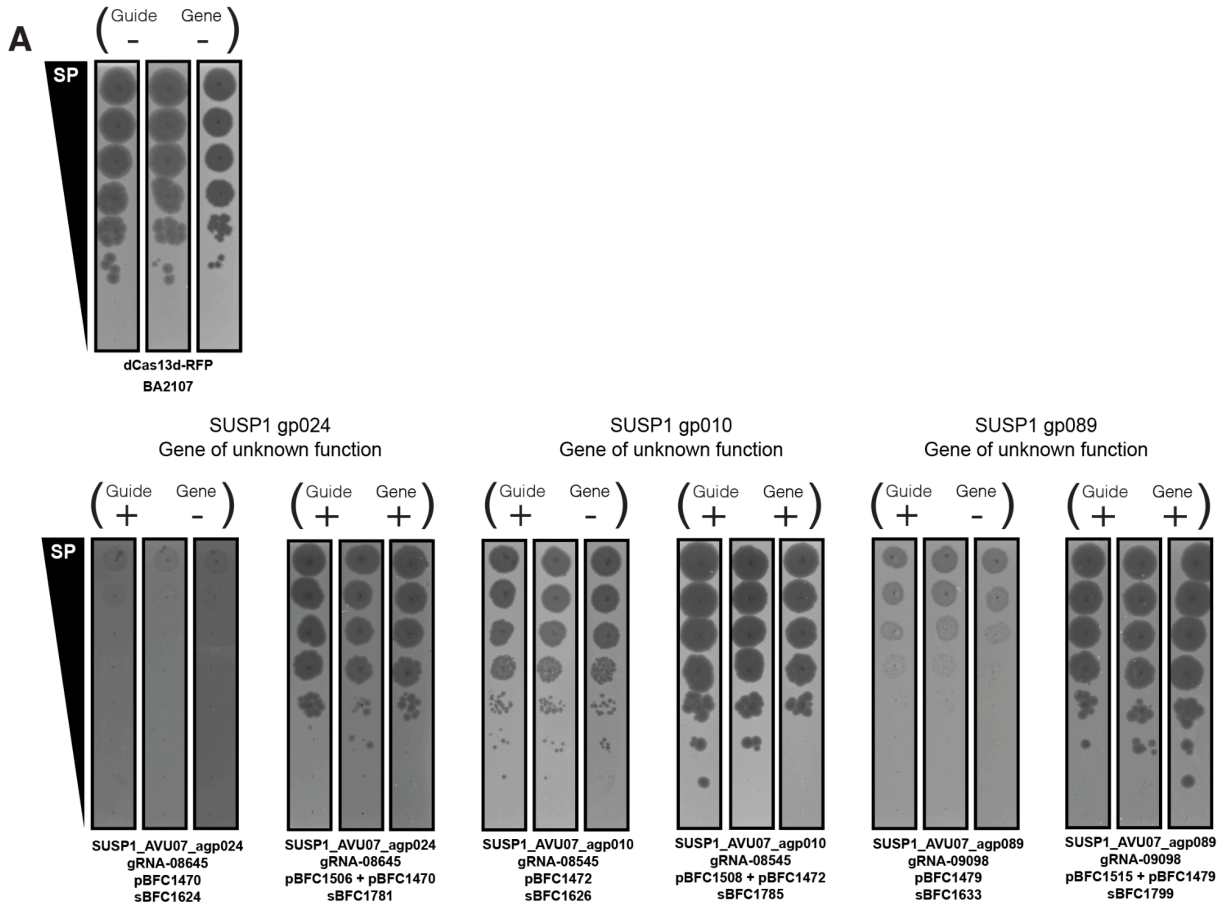 A
( Guide Gene )
- -
SP
dCas13d-RFP
BA2107
SUSP1 gp024
Gene of unknown function
SUSP1 gp010
Gene of unknown function
SUSP1 gp089
Gene of unknown function
( Guide Gene )
+ -
( Guide Gene )
+ +
( Guide Gene )
+ -
( Guide Gene )
+ +
( Guide Gene )
+ -
( Guide Gene )
+ +
SP
SUSP1_AVU07_agp024
gRNA-08645
pBFC1470
sBFC1624
SUSP1_AVU07_agp024
gRNA-08645
pBFC1506 + pBFC1470
sBFC1781
SUSP1_AVU07_agp010
gRNA-08545
pBFC1472
sBFC1626
SUSP1_AVU07_agp010
gRNA-08545
pBFC1508 + pBFC1472
sBFC1785
SUSP1_AVU07_agp089
gRNA-09098
pBFC1479
sBFC1633
SUSP1_AVU07_agp089
gRNA-09098
pBFC1515 + pBFC1479
sBFC1799